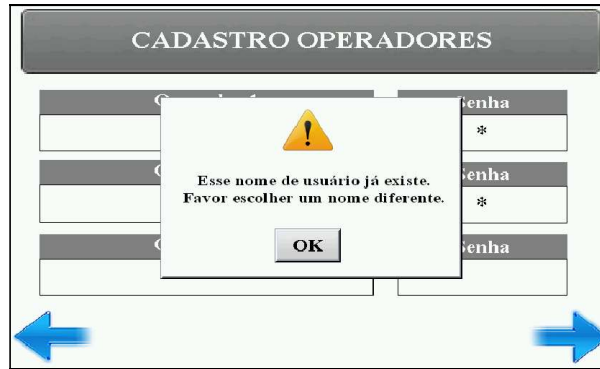 CADASTRO OPERADORES
Senha
*
Esse nome de usuário já existe.
Favor escolher um nome diferente.
Senha
*
OK
Senha